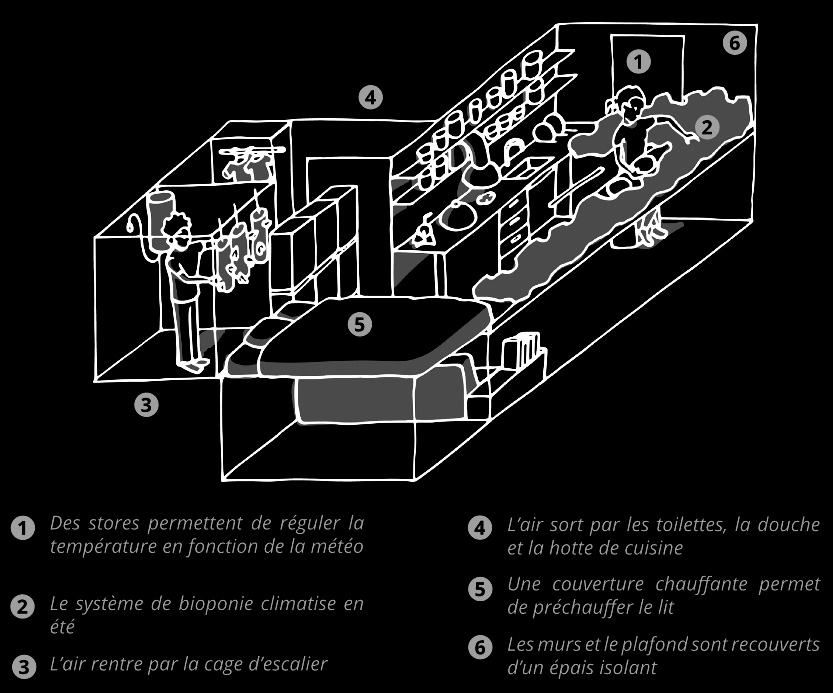 6
1
4
2
5
3
1 Des stores permettent de réguler la
température en fonction de la météo
2 Le système de bioponie climatise en
été
3 L'air rentre par la cage d'escalier
4 L'air sort par les toilettes, la douche
et la hotte de cuisine
5 Une couverture chauffante permet
de préchauffer le lit
6 Les murs et le plafond sont recouverts
d'un épais isolant